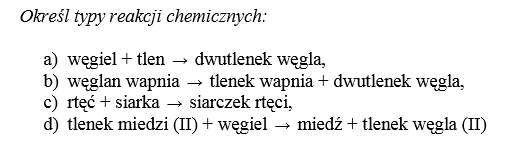 Określ typy reakcji chemicznych:
a) węgiel + tlen → dwutlenek węgla,
b) węglan wapnia → tlenek wapnia + dwutlenek węgla,
c) rtęć + siarka → siarczek rtęci,
d) tlenek miedzi (II) + węgiel → miedź + tlenek węgla (II)